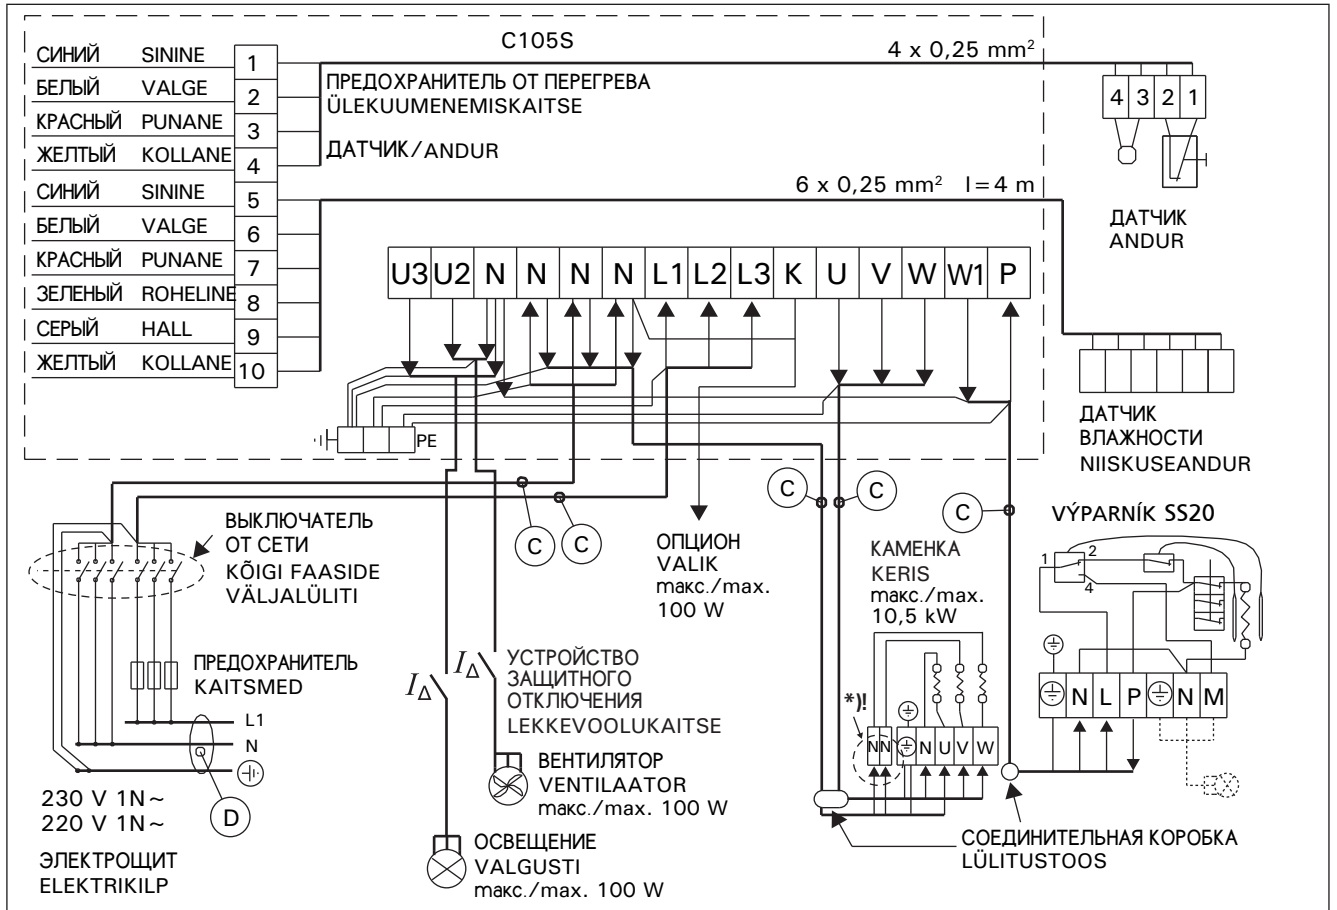 C105S
4 x 0,25 mm²
СИНИЙ SININE 1
БЕЛЫЙ VALGE 2
КРАСНЫЙ PUNANE 3
ЖЕЛТЫЙ KOLLANE 4
СИНИЙ SININE 5
БЕЛЫЙ VALGE 6
КРАСНЫЙ PUNANE 7
ЗЕЛЕНЫЙ ROHELINE 8
СЕРЫЙ HALL 9
ЖЕЛТЫЙ KOLLANE 10
ПРЕДОХРАНИТЕЛЬ ОТ ПЕРЕГРЕВА
ÜLEKUUMENEMISKAITSE
ДАТЧИК/ANDUR
4 3 2 1
6 x 0,25 mm² l=4 m
ДАТЧИК
ANDUR
U3 U2 N N N N L1 L2 L3 K U V W W1 P
PE
ДАТЧИК
ВЛАЖНОСТИ
NIISKUSEANDUR
C C
C C
C
ВЫКЛЮЧАТЕЛЬ
ОТ СЕТИ
KÕIGI FAASIDE
VÄLJALÜLITI
ОПЦИОН
VALIK
макс./max.
100 W
КАМЕНКА
KERIS
макс./max.
10,5 kW
VÝPARNÍK SS20
1 2
4
ПРЕДОХРАНИТЕЛЬ
KAITSMED
I∆ I∆
УСТРОЙСТВО
ЗАЩИТНОГО
ОТКЛЮЧЕНИЯ
LEKKEVOOLUKAITSE
*)!
N N N U V W
N L P N M
L1
N
D
230 V 1N~
220 V 1N~
ЭЛЕКТРОЩИТ
ELEKTRIKILP
ВЕНТИЛЯТОР
VENTILAATOR
макс./max. 100 W
ОСВЕЩЕНИЕ
VALGUSTI
макс./max. 100 W
СОЕДИНИТЕЛЬНАЯ КОРОБКА
LÜLITUSTOOS